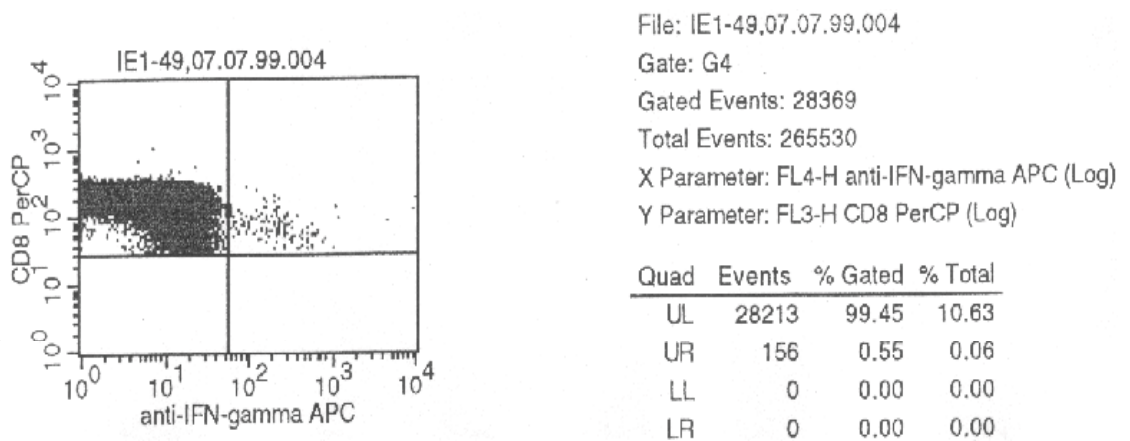 IE1-49,07.07.99.004
10^4
10^3
10^2
10^1
10^0
CD8 PerCP
10^0 10^1 10^2 10^3 10^4
anti-IFN-gamma APC
File: IE1-49,07.07.99.004
Gate: G4
Gated Events: 28369
Total Events: 265530
X Parameter: FL4-H anti-IFN-gamma APC (Log)
Y Parameter: FL3-H CD8 PerCP (Log)
Quad Events % Gated % Total
UL 28213 99.45 10.63
UR 156 0.55 0.06
LL 0 0.00 0.00
LR 0 0.00 0.00